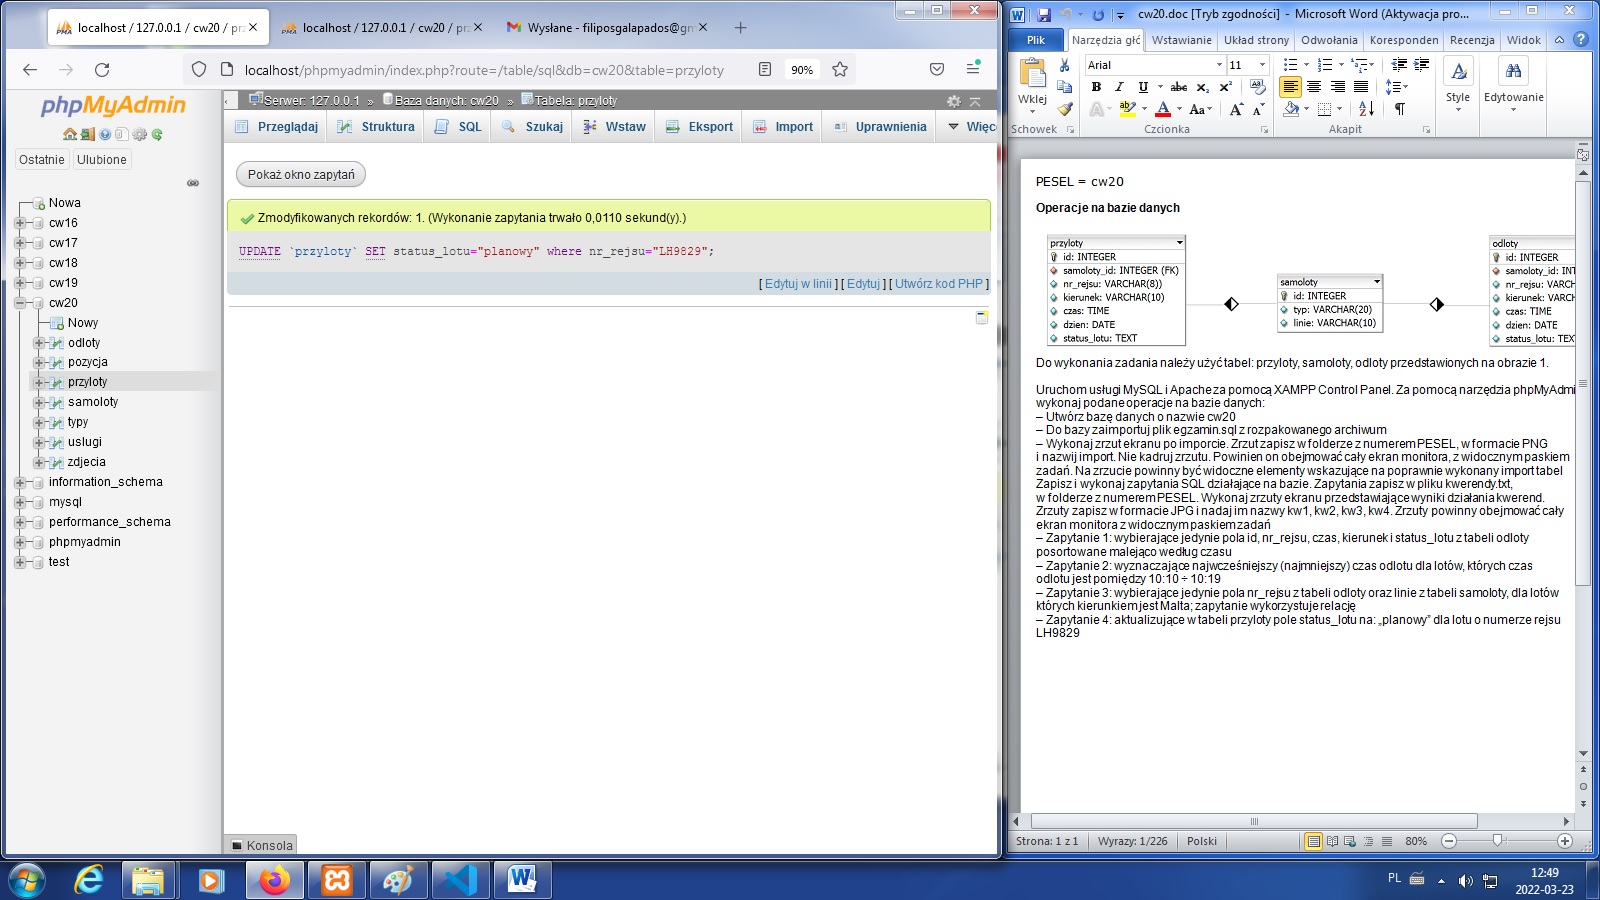 localhost / 127.0.0.1 / cw20 / prz
localhost / 127.0.0.1 / cw20 / prz
Wysłane - filiposgalapados@gm
localhost/phpmyadmin/index.php?route=/table/sql&db=cw20&table=przyloty
90%
phpMyAdmin
Ostatnie
Ulubione
Nowa
cw16
cw17
cw18
cw19
cw20
Nowy
odloty
pozycja
przyloty
samoloty
typy
uslugi
zdjecia
information_schema
mysql
performance_schema
phpmyadmin
test
Serwer: 127.0.0.1 » Baza danych: cw20 » Tabela: przyloty
Przeglądaj
Struktura
SQL
Szukaj
Wstaw
Eksport
Import
Uprawnienia
Więcej
Pokaż okno zapytań
Zmodyfikowanych rekordów: 1. (Wykonanie zapytania trwało 0,0110 sekund(y).)
UPDATE `przyloty` SET status_lotu="planowy" where nr_rejsu="LH9829";
[ Edytuj w linii ] [ Edytuj ] [ Utwórz kod PHP ]
Konsola
cw20.doc [Tryb zgodności] - Microsoft Word (Aktywacja pro...
Plik
Narzędzia głó
Wstawianie
Układ strony
Odwołania
Koresponden
Recenzja
Widok
Wklej
Arial
11
B I U abc x₂ x²
A ab A Aa A A
Style
Edytowanie
Schowek
Czcionka
Akapit
PESEL = cw20
Operacje na bazie danych
przyloty
id: INTEGER
samoloty_id: INTEGER (FK)
nr_rejsu: VARCHAR(8))
kierunek: VARCHAR(10)
czas: TIME
dzien: DATE
status_lotu: TEXT
samoloty
id: INTEGER
typ: VARCHAR(20)
linie: VARCHAR(10)
odloty
id: INTEGER
samoloty_id: INT
nr_rejsu: VARCH
kierunek: VARCH
czas: TIME
dzien: DATE
status_lotu: TEX
Do wykonania zadania należy użyć tabel: przyloty, samoloty, odloty przedstawionych na obrazie 1.
Uruchom usługi MySQL i Apache za pomocą XAMPP Control Panel. Za pomocą narzędzia phpMyAdmi
wykonaj podane operacje na bazie danych:
– Utwórz bazę danych o nazwie cw20
– Do bazy zaimportuj plik egzamin.sql z rozpakowanego archiwum
– Wykonaj zrzut ekranu po imporcie. Zrzut zapisz w folderze z numerem PESEL, w formacie PNG
i nazwij import. Nie kadruj zrzutu. Powinien on obejmować cały ekran monitora, z widocznym paskiem
zadań. Na zrzucie powinny być widoczne elementy wskazujące na poprawnie wykonany import tabel
Zapisz i wykonaj zapytania SQL działające na bazie. Zapytania zapisz w pliku kwerendy.txt,
w folderze z numerem PESEL. Wykonaj zrzuty ekranu przedstawiające wyniki działania kwerend.
Zrzuty zapisz w formacie JPG i nadaj im nazwy kw1, kw2, kw3, kw4. Zrzuty powinny obejmować cały
ekran monitora z widocznym paskiem zadań
– Zapytanie 1: wybierające jedynie pola id, nr_rejsu, czas, kierunek i status_lotu z tabeli odloty
posortowane malejąco według czasu
– Zapytanie 2: wyznaczające najwcześniejszy (najmniejszy) czas odlotu dla lotów, których czas
odlotu jest pomiędzy 10:10 ÷ 10:19
– Zapytanie 3: wybierające jedynie pola nr_rejsu z tabeli odloty oraz linie z tabeli samoloty, dla lotów
których kierunkiem jest Malta; zapytanie wykorzystuje relację
– Zapytanie 4: aktualizujące w tabeli przyloty pole status_lotu na: „planowy” dla lotu o numerze rejsu
LH9829
Strona: 1 z 1
Wyrazy: 1/226
Polski
80%
PL
12:49
2022-03-23